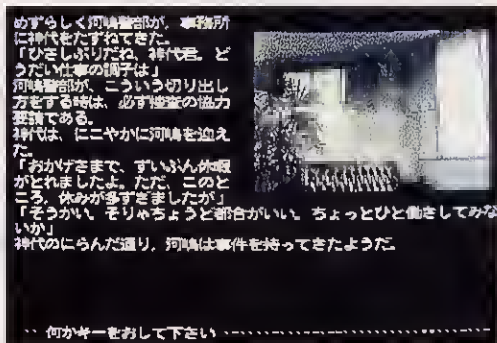 めずらしく河嶋警部が、事務所
に神代をたずねてきた。
「ひさしぶりだね、神代君。ど
うだい仕事の調子は」
河嶋警部が、こういう切り出し
方をする時は、必ず捜査の協力
要請である。
神代は、にこやかに河嶋を迎え
た。
「おかげさまで、ずいぶん休暇
がとれましたよ。ただ、このと
ころ、休みが多すぎましたが」
「そうかい、そりゃちょうど都合がいい。ちょっとひと働きしてみな
いか」
神代のにらんだ通り、河嶋は事件を持ってきたようだ。
何かキーをおして下さい